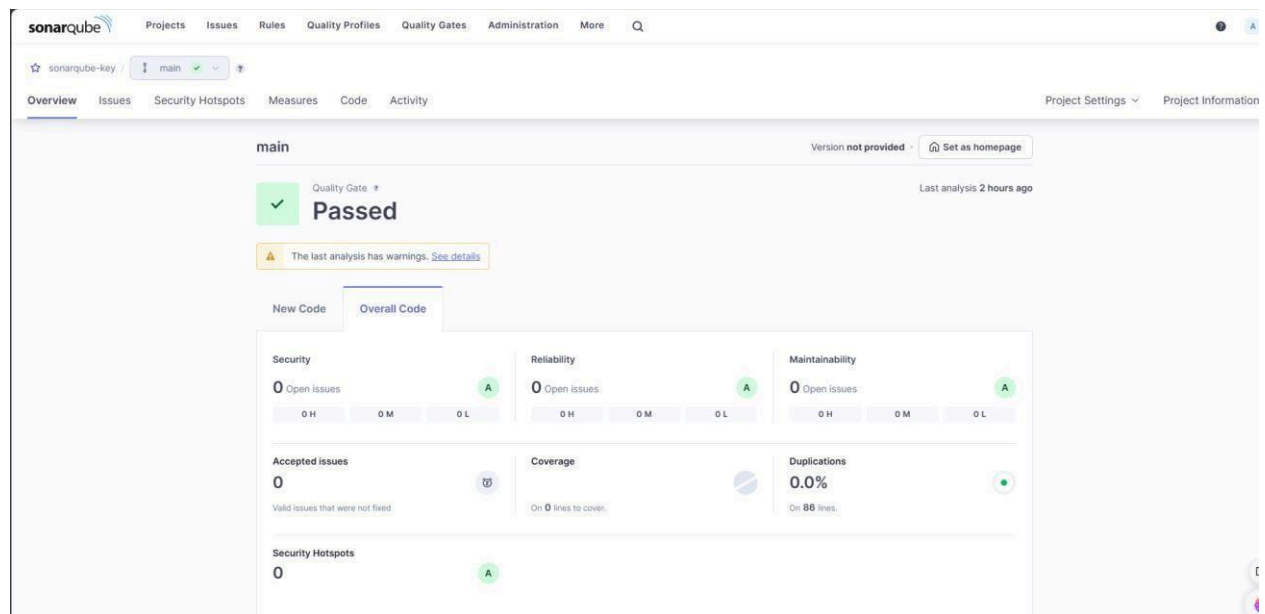 sonarqube Projects Issues Rules Quality Profiles Quality Gates Administration More A
sonarqube-key / main
Overview Issues Security Hotspots Measures Code Activity Project Settings Project Information
main Version not provided Set as homepage
Quality Gate Last analysis 2 hours ago
Passed
The last analysis has warnings. See details
New Code Overall Code
Security Reliability Maintainability
0 Open issues A 0 Open issues A 0 Open issues A
0 H 0 M 0 L 0 H 0 M 0 L 0 H 0 M 0 L
Accepted issues Coverage Duplications
0 0.0%
Valid issues that were not fixed On 0 lines to cover. On 86 lines.
Security Hotspots
0 A